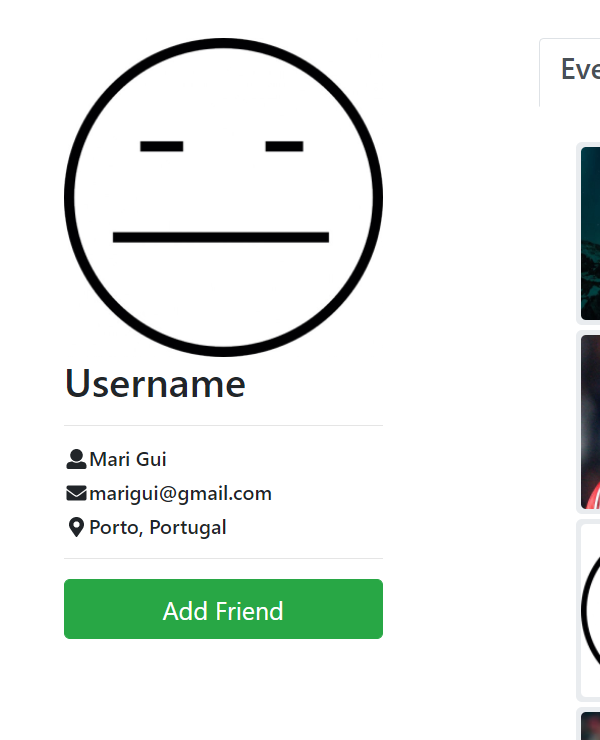 Username
Mari Gui
marigui@gmail.com
Porto, Portugal
Add Friend